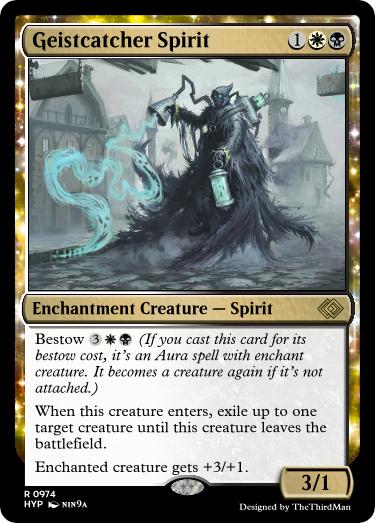 Geistcatcher Spirit 1
Enchantment Creature — Spirit
Bestow 3 (If you cast this card for its
bestow cost, it's an Aura spell with enchant
creature. It becomes a creature again if it's not
attached.)
When this creature enters, exile up to one
target creature until this creature leaves the
battlefield.
Enchanted creature gets +3/+1.
3/1
R 0974
HYP NIN9A
Designed by TheThirdMan